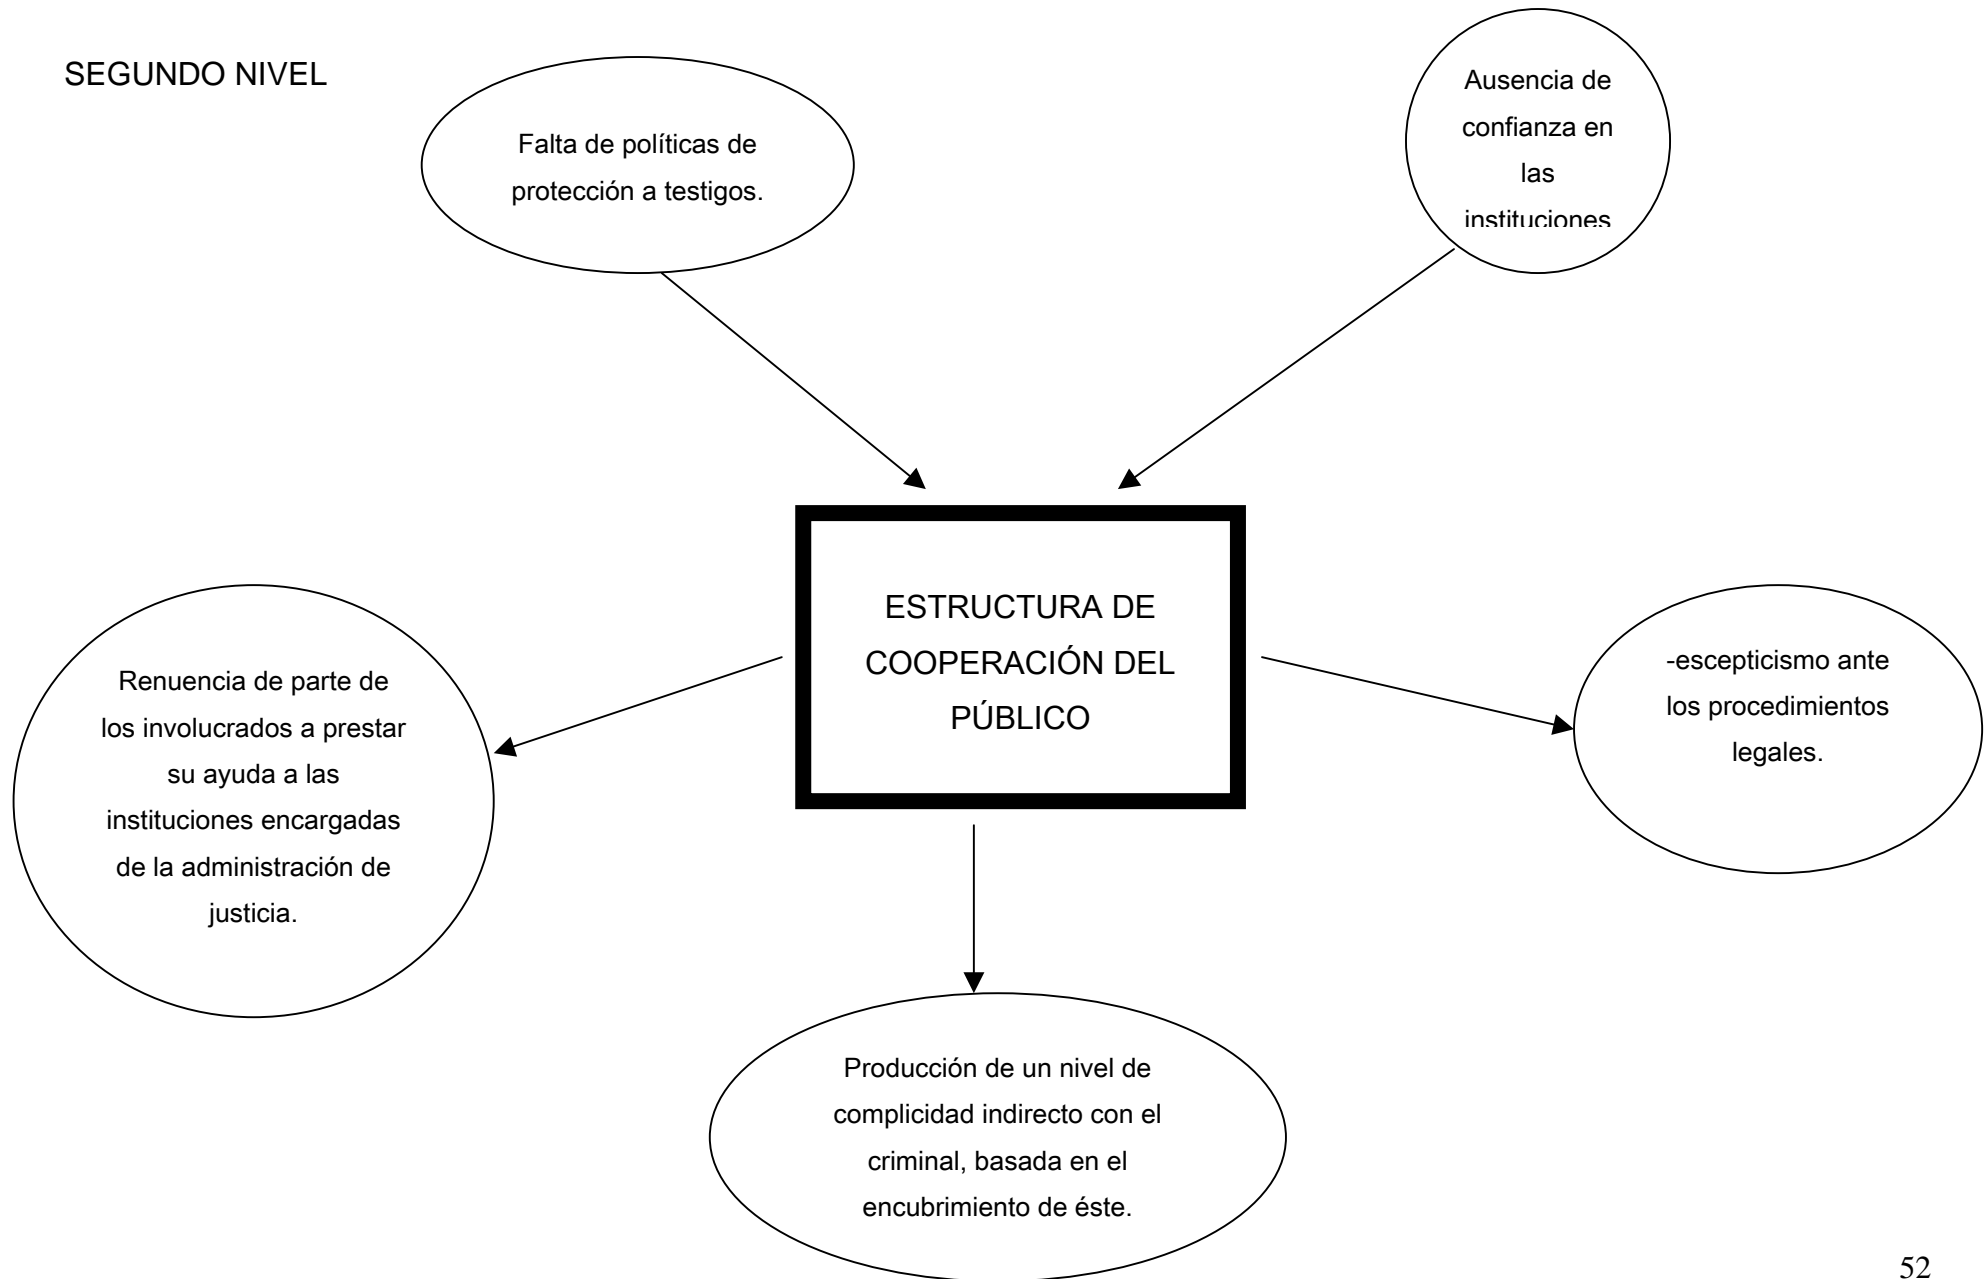 SEGUNDO NIVEL
Falta de políticas de
protección a testigos.
Ausencia de
confianza en
las
instituciones
ESTRUCTURA DE
COOPERACIÓN DEL
PÚBLICO
Renuencia de parte de
los involucrados a prestar
su ayuda a las
instituciones encargadas
de la administración de
justicia.
-escepticismo ante
los procedimientos
legales.
Producción de un nivel de
complicidad indirecto con el
criminal, basada en el
encubrimiento de éste.
52